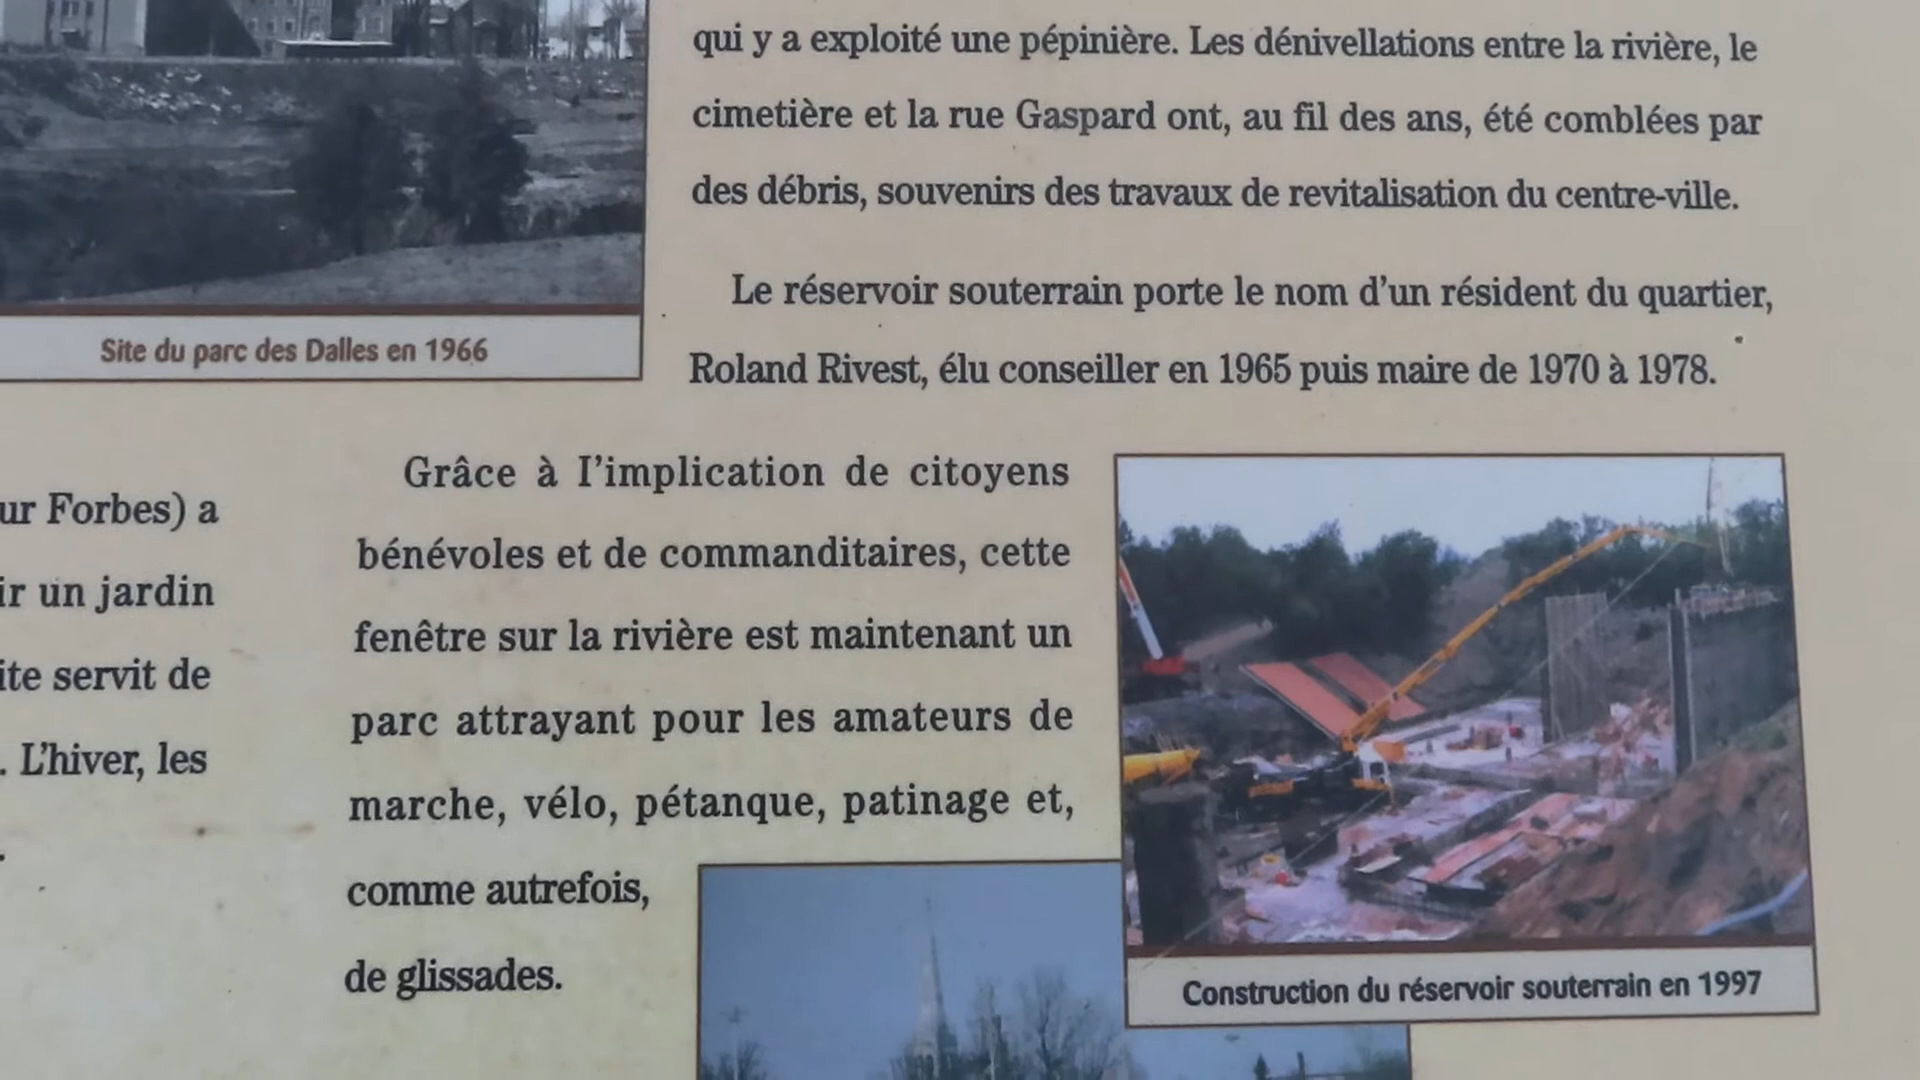 qui y a exploité une pépinière. Les dénivellations entre la rivière, le
cimetière et la rue Gaspard ont, au fil des ans, été comblées par
des débris, souvenirs des travaux de revitalisation du centre-ville.
Le réservoir souterrain porte le nom d'un résident du quartier,
Roland Rivest, élu conseiller en 1965 puis maire de 1970 à 1978.
Site du parc des Dalles en 1966
ur Forbes) a
ir un jardin
ite servit de
. L'hiver, les
.
Grâce à l'implication de citoyens
bénévoles et de commanditaires, cette
fenêtre sur la rivière est maintenant un
parc attrayant pour les amateurs de
marche, vélo, pétanque, patinage et,
comme autrefois,
de glissades.
Construction du réservoir souterrain en 1997